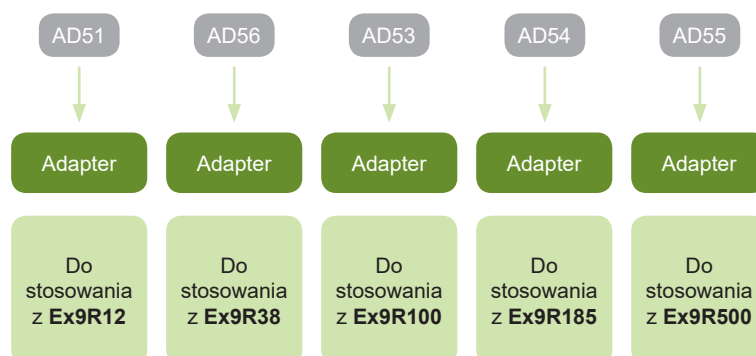 AD51
AD56
AD53
AD54
AD55
Adapter
Adapter
Adapter
Adapter
Adapter
Do
stosowania
z Ex9R12
Do
stosowania
z Ex9R38
Do
stosowania
z Ex9R100
Do
stosowania
z Ex9R185
Do
stosowania
z Ex9R500